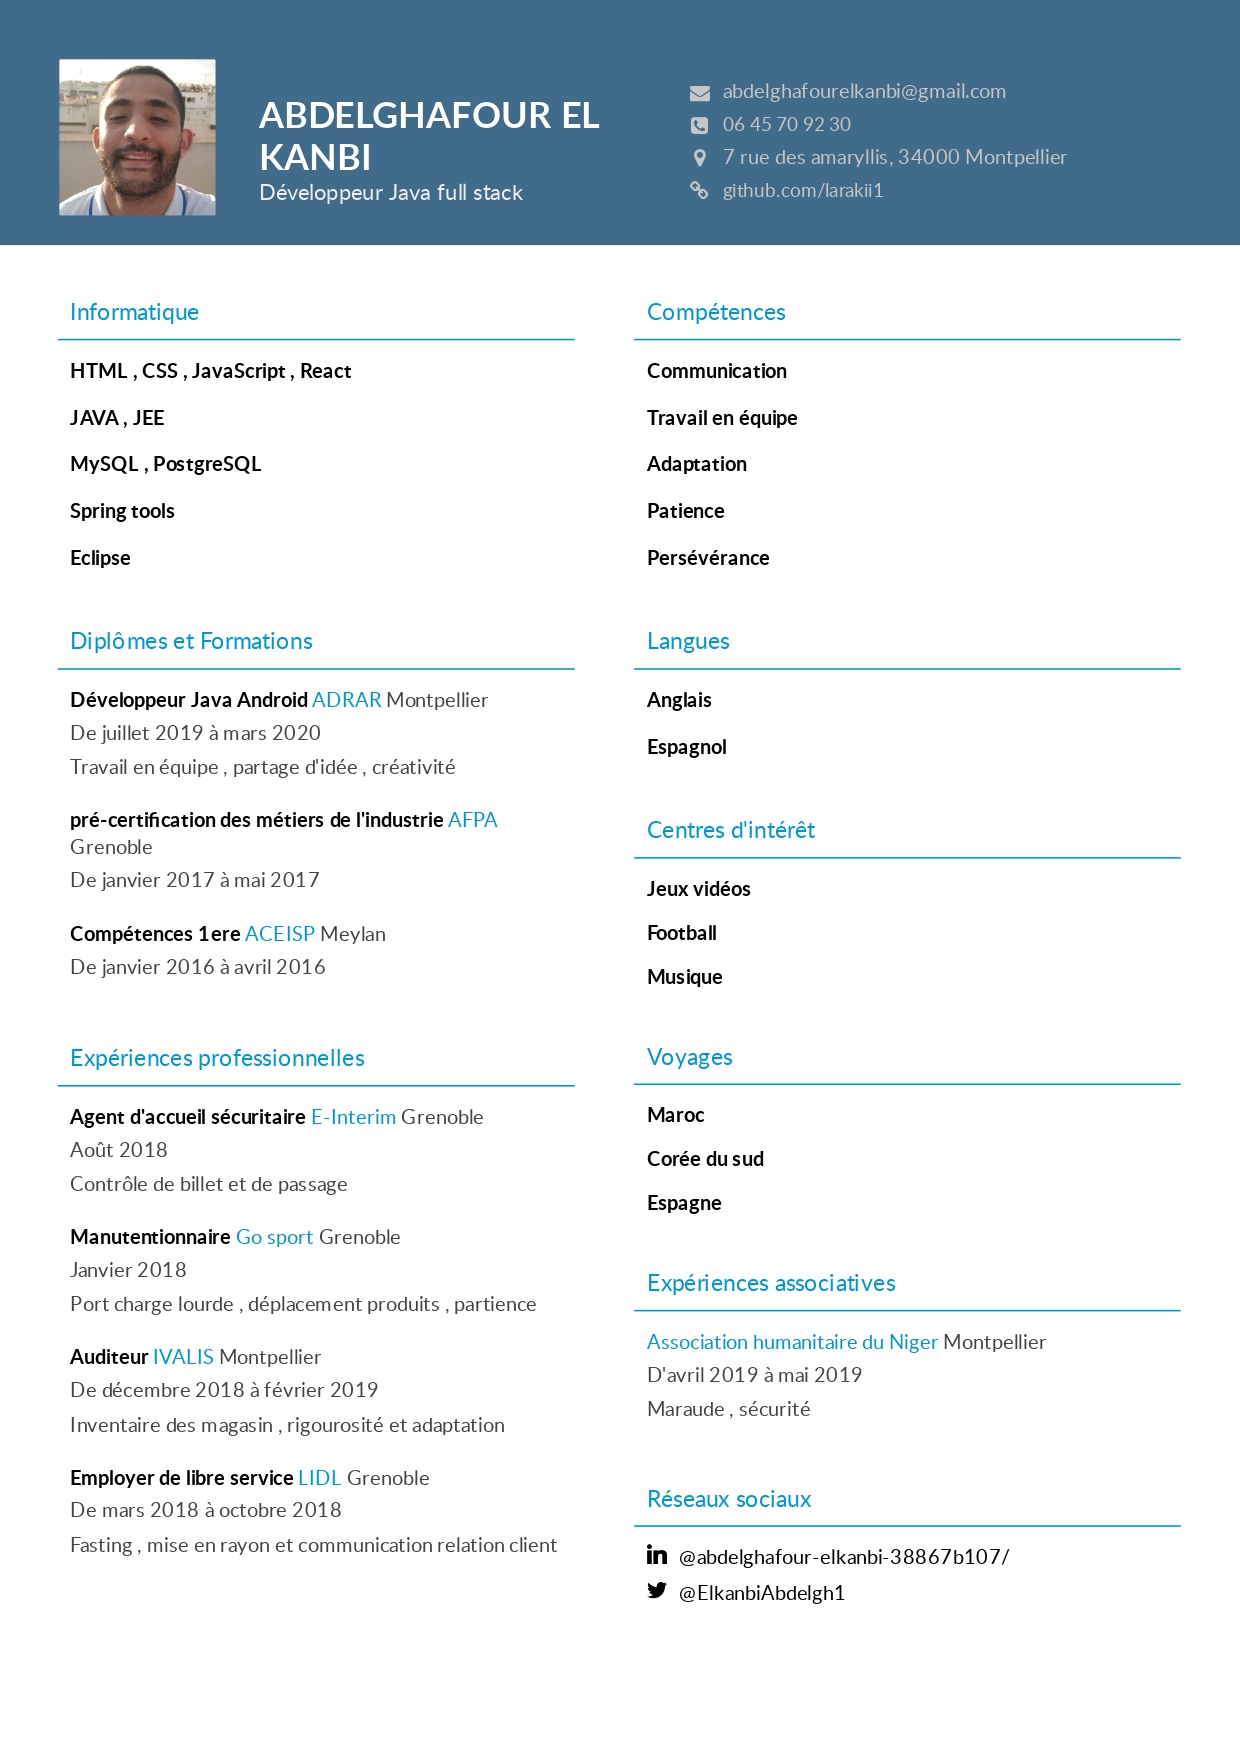 ABDELGHAFOUR EL
KANBI
Développeur Java full stack
abdelghafourelkanbi@gmail.com
06 45 70 92 30
7 rue des amaryllis, 34000 Montpellier
github.com/larakii1
Informatique
HTML , CSS , JavaScript , React
JAVA , JEE
MySQL , PostgreSQL
Spring tools
Eclipse
Diplômes et Formations
Développeur Java Android ADRAR Montpellier
De juillet 2019 à mars 2020
Travail en équipe , partage d'idée , créativité
pré-certification des métiers de l'industrie AFPA
Grenoble
De janvier 2017 à mai 2017
Compétences 1ere ACEISP Meylan
De janvier 2016 à avril 2016
Expériences professionnelles
Agent d'accueil sécuritaire E-Interim Grenoble
Août 2018
Contrôle de billet et de passage
Manutentionnaire Go sport Grenoble
Janvier 2018
Port charge lourde , déplacement produits , partience
Auditeur IVALIS Montpellier
De décembre 2018 à février 2019
Inventaire des magasin , rigourosité et adaptation
Employer de libre service LIDL Grenoble
De mars 2018 à octobre 2018
Fasting , mise en rayon et communication relation client
Compétences
Communication
Travail en équipe
Adaptation
Patience
Persévérance
Langues
Anglais
Espagnol
Centres d'intérêt
Jeux vidéos
Football
Musique
Voyages
Maroc
Corée du sud
Espagne
Expériences associatives
Association humanitaire du Niger Montpellier
D'avril 2019 à mai 2019
Maraude , sécurité
Réseaux sociaux
@abdelghafour-elkanbi-38867b107/
@ElkanbiAbdelgh1